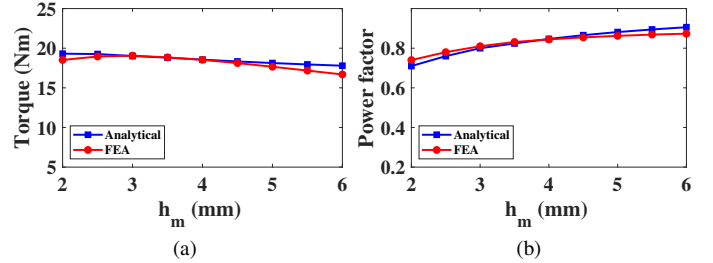 25
20
15
10
5
Torque (Nm)
Analytical
FEA
2 3 4 5 6
h_m (mm)
(a)
0.8
0.6
0.4
0.2
Power factor
Analytical
FEA
2 3 4 5 6
h_m (mm)
(b)